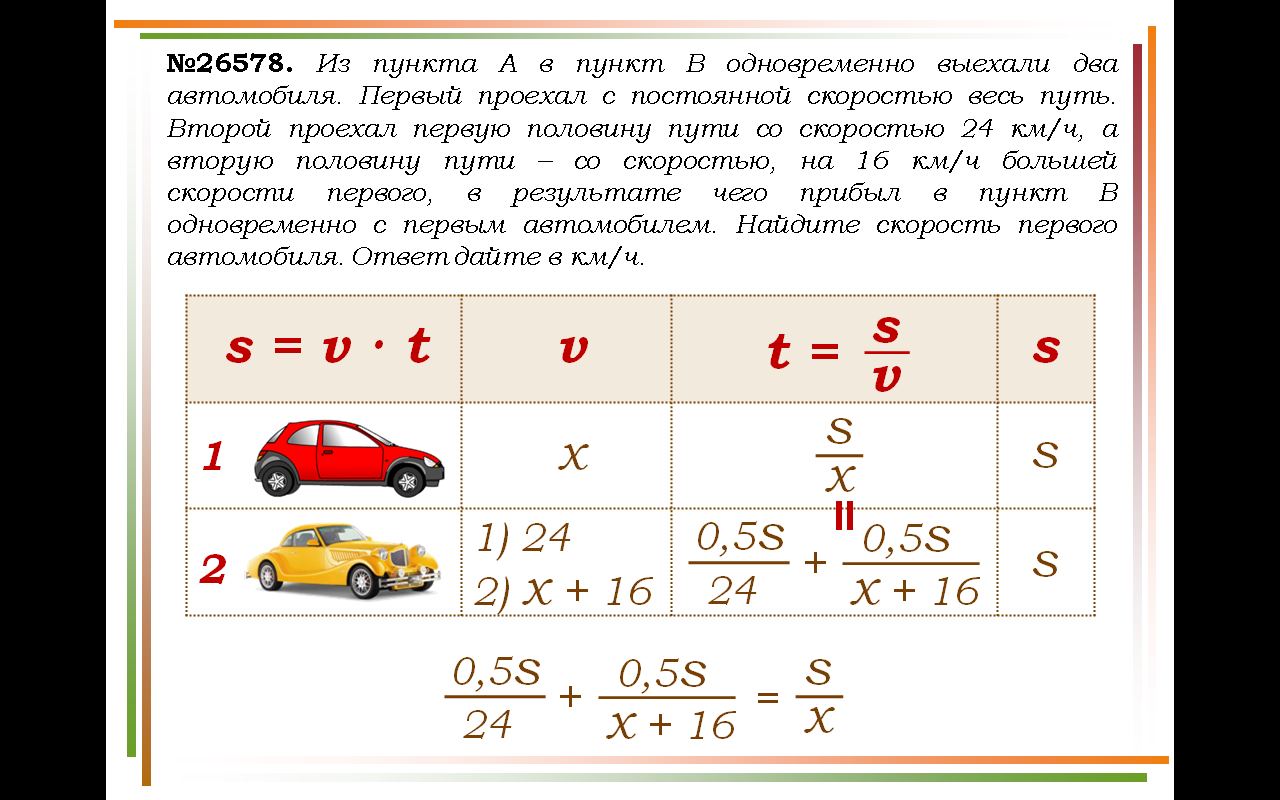 №26578. Из пункта А в пункт В одновременно выехали два
автомобиля. Первый проехал с постоянной скоростью весь путь.
Второй проехал первую половину пути со скоростью 24 км/ч, а
вторую половину пути – со скоростью, на 16 км/ч большей
скорости первого, в результате чего прибыл в пункт В
одновременно с первым автомобилем. Найдите скорость первого
автомобиля. Ответ дайте в км/ч.
s = v · t v t = s/v s
1 x s/x s
=
2 1) 24 2) x + 16 0,5s/24 + 0,5s/(x + 16) s
0,5s/24 + 0,5s/(x + 16) = s/x